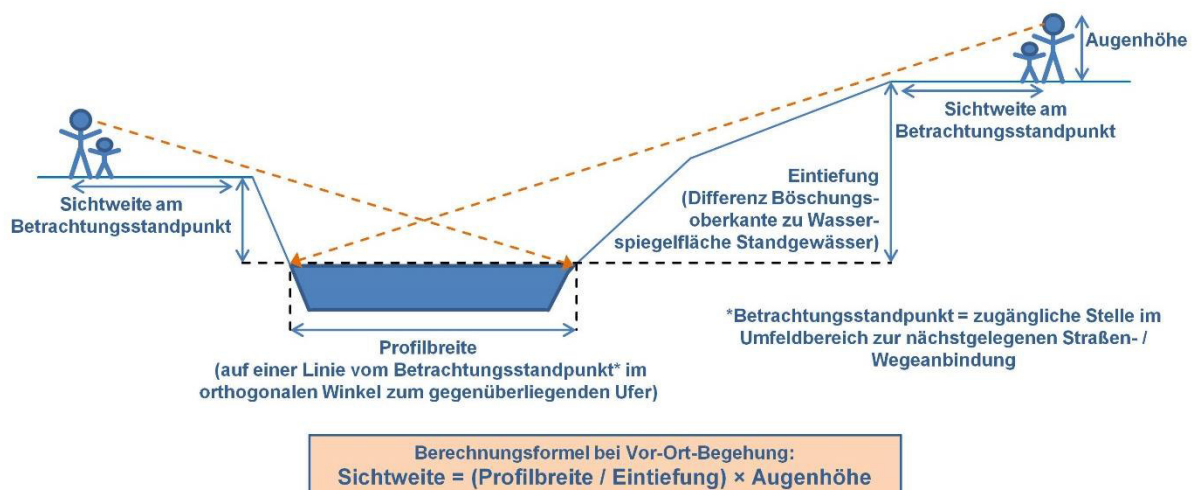 Augenhöhe
Sichtweite am
Betrachtungsstandpunkt
Sichtweite am
Betrachtungsstandpunkt
Eintiefung
(Differenz Böschungs-
oberkante zu Wasser-
spiegelfläche Standgewässer)
Profilbreite
(auf einer Linie vom Betrachtungsstandpunkt* im
orthogonalen Winkel zum gegenüberliegenden Ufer)
*Betrachtungsstandpunkt = zugängliche Stelle im
Umfeldbereich zur nächstgelegenen Straßen- /
Wegeanbindung
Berechnungsformel bei Vor-Ort-Begehung:
Sichtweite = (Profilbreite / Eintiefung) × Augenhöhe